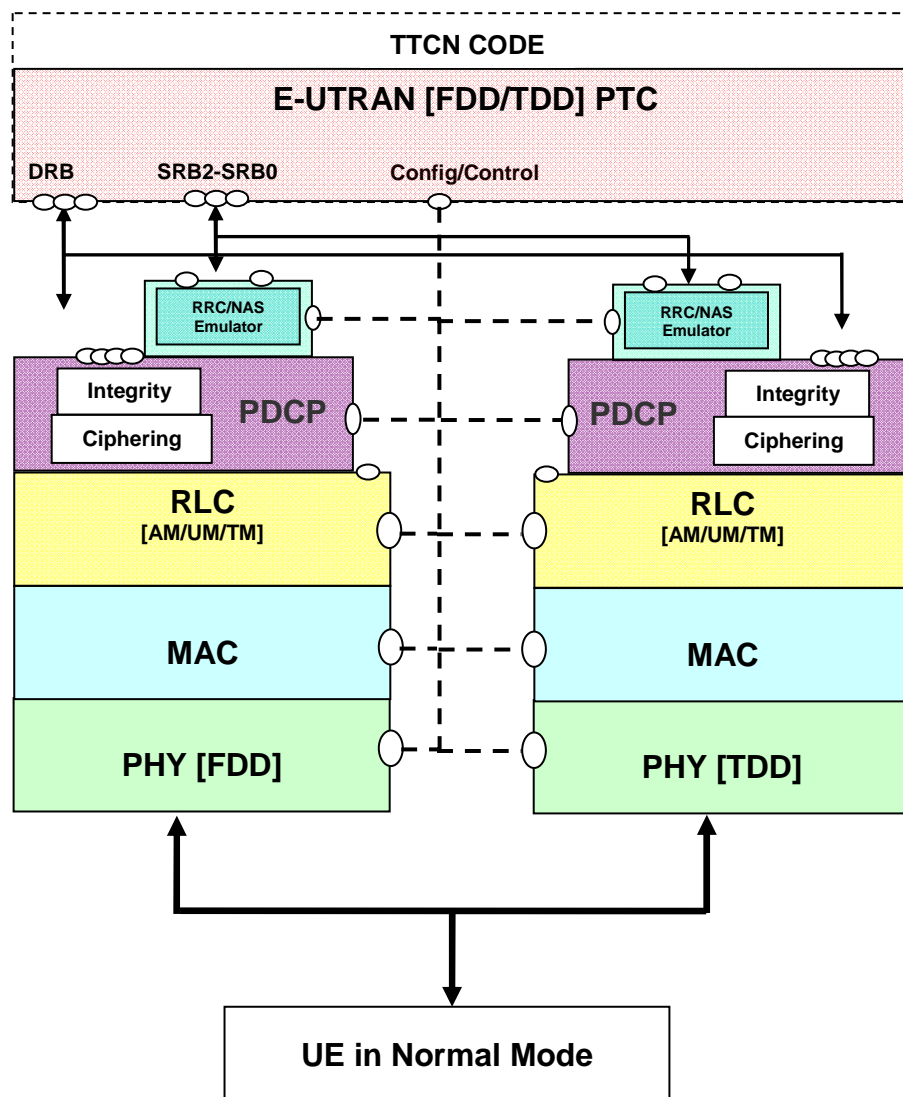 TTCN CODE
E-UTRAN [FDD/TDD] PTC
DRB
SRB2-SRB0
Config/Control
RRC/NAS
Emulator
RRC/NAS
Emulator
Integrity
Ciphering
PDCP
PDCP
Integrity
Ciphering
RLC
[AM/UM/TM]
RLC
[AM/UM/TM]
MAC
MAC
PHY [FDD]
PHY [TDD]
UE in Normal Mode